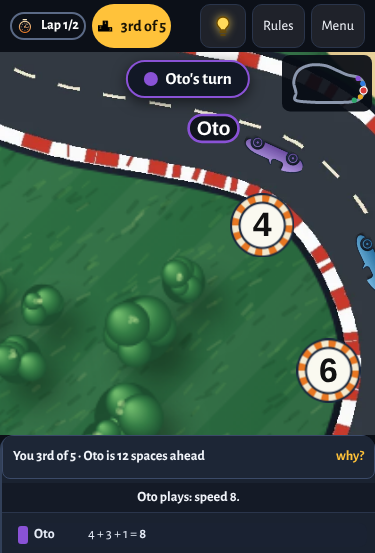 Lap 1/2
3rd of 5
Rules
Menu
Oto's turn
Oto
4
6
You 3rd of 5 · Oto is 12 spaces ahead
why?
Oto plays: speed 8.
Oto
4 + 3 + 1 = 8